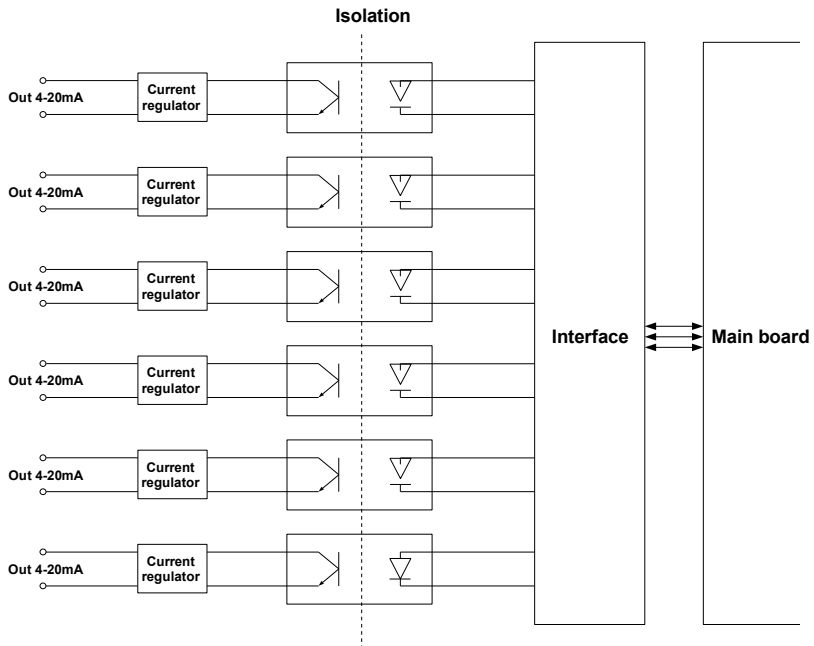 Isolation
Out 4-20mA
Current
regulator
Out 4-20mA
Current
regulator
Out 4-20mA
Current
regulator
Interface
Main board
Out 4-20mA
Current
regulator
Out 4-20mA
Current
regulator
Out 4-20mA
Current
regulator